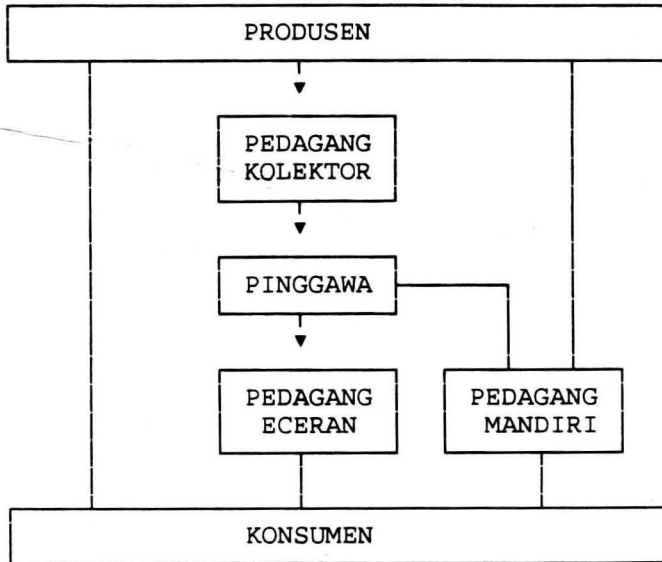 PRODUSEN
PEDAGANG
KOLEKTOR
PINGGAWA
PEDAGANG
ECERAN
PEDAGANG
MANDIRI
KONSUMEN